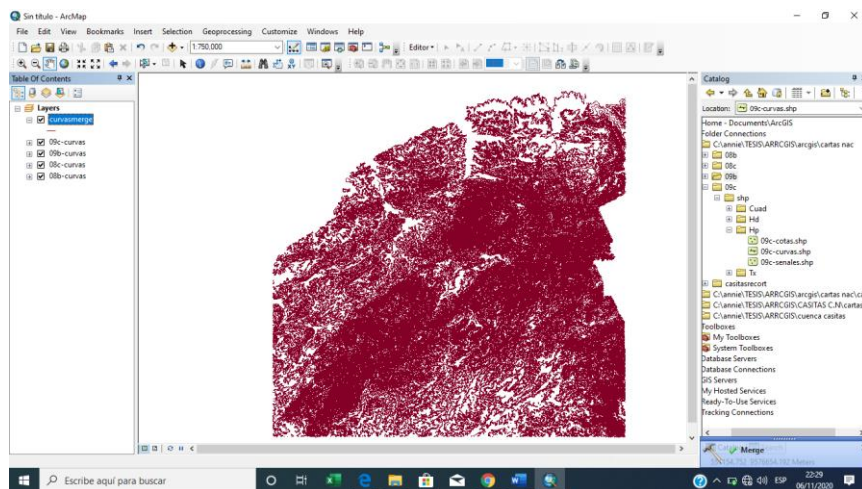 Sin título - ArcMap
File Edit View Bookmarks Insert Selection Geoprocessing Customize Windows Help
1:750,000
Editor
Table Of Contents
Layers
curvasmerge
09c-curvas
09b-curvas
08c-curvas
08b-curvas
Catalog
Location: 09c-curvas.shp
Home - Documents\ArcGIS
Folder Connections
C:\annie\TESIS\ARRCGIS\arcgis\cartas nac
08b
08c
09b
09c
shp
Cuad
Hd
Hp
09c-cotas.shp
09c-curvas.shp
09c-senales.shp
Tx
casitasrecort
C:\annie\TESIS\ARRCGIS\arcgis\cartas nac\ca
C:\annie\TESIS\ARRCGIS\CASITAS C.N\cartas
C:\annie\TESIS\ARRCGIS\cuenca casitas
Toolboxes
My Toolboxes
System Toolboxes
Database Servers
Database Connections
GIS Servers
My Hosted Services
Ready-To-Use Services
Tracking Connections
Merge
Meters
Escribe aquí para buscar
ESP
22:29
06/11/2020